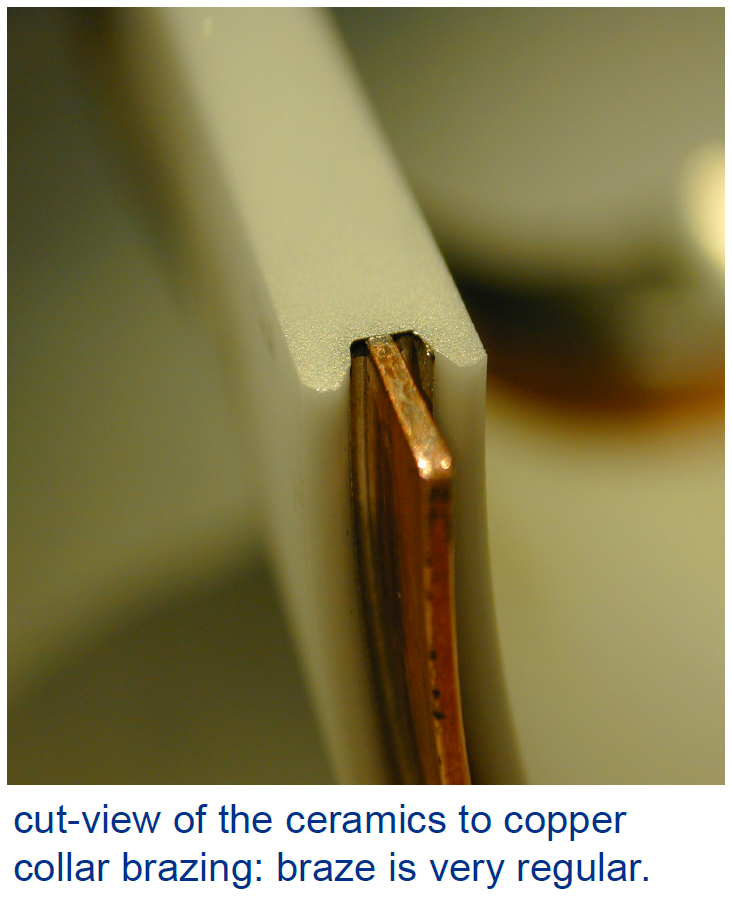 cut-view of the ceramics to copper
collar brazing: braze is very regular.